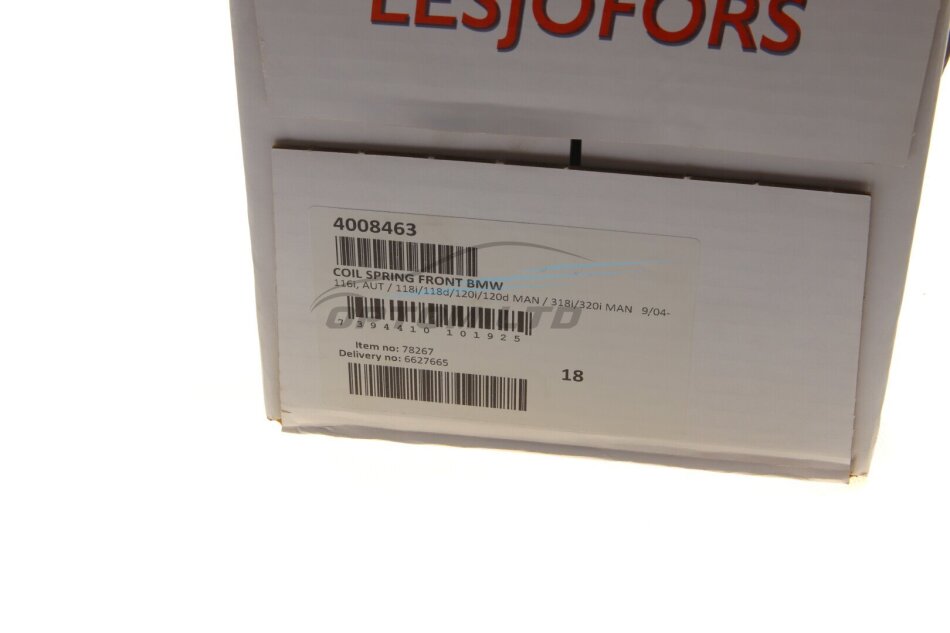 LESJÖFORS
4008463
COIL SPRING FRONT BMW
116i, AUT / 118i/118d/120i/120d MAN / 318i/320i MAN 9/04-
7 394410 101925
Item no: 78267
Delivery no: 6627665
18